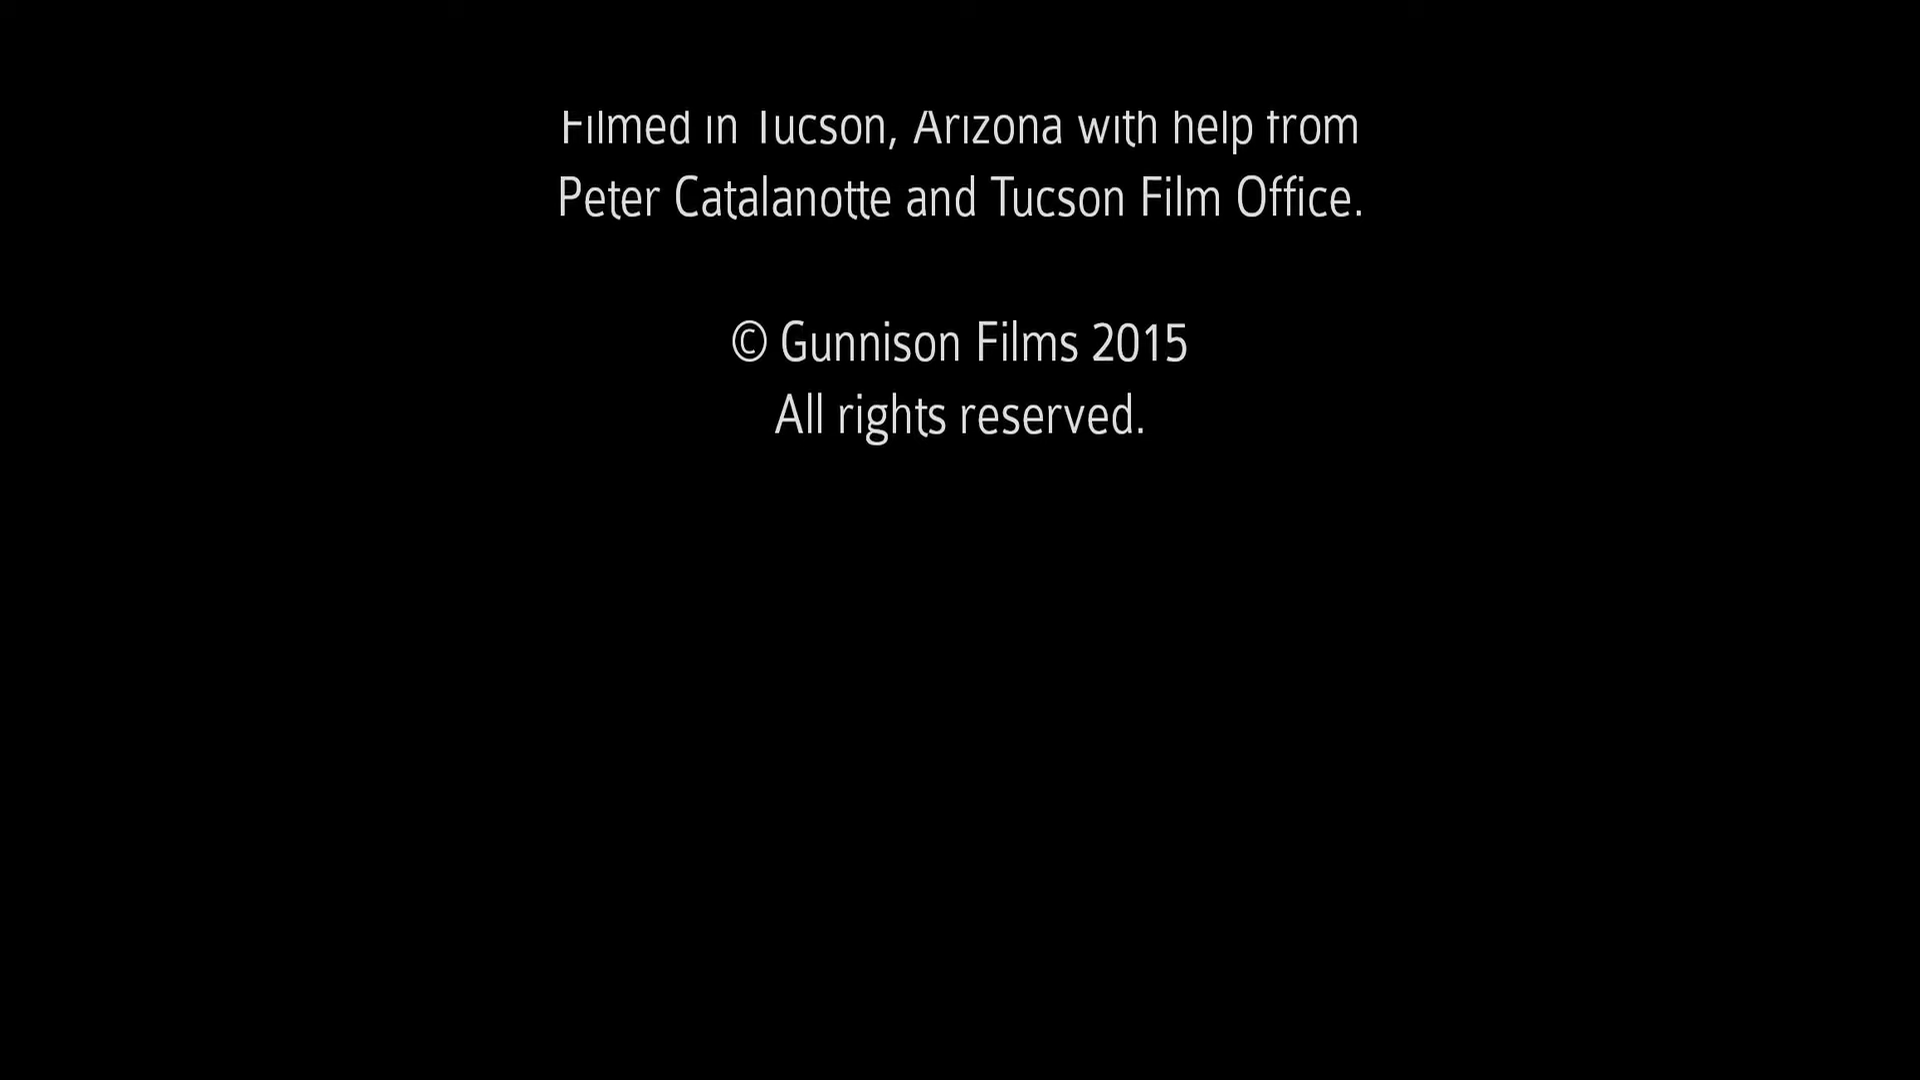 Filmed in Tucson, Arizona with help from
Peter Catalanotte and Tucson Film Office.
© Gunnison Films 2015
All rights reserved.